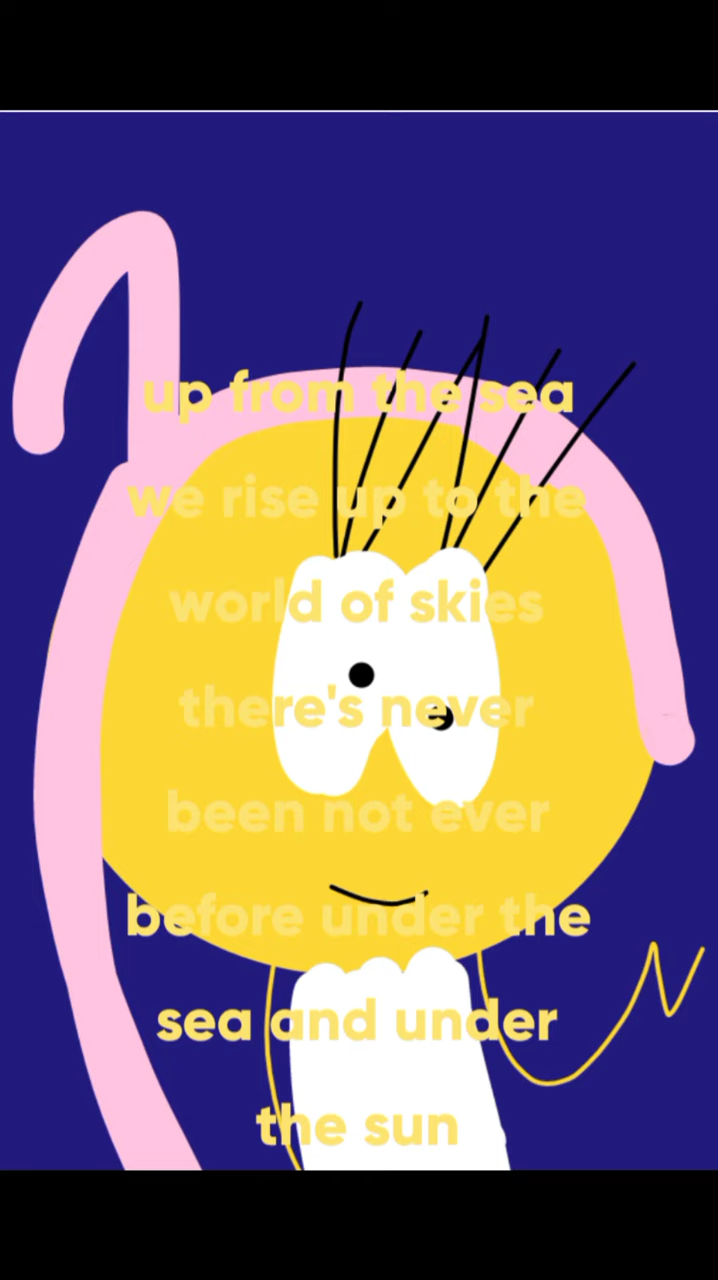 up from the sea
we rise up to the
world of skies
there's never
been not ever
before under the
sea and under
the sun